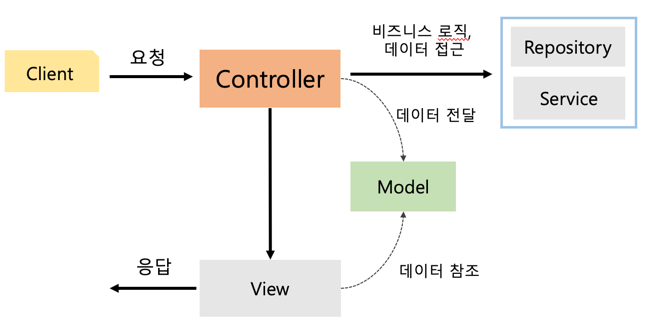 Client
요청
Controller
비즈니스 로직,
데이터 접근
Repository
Service
데이터 전달
Model
데이터 참조
응답
View